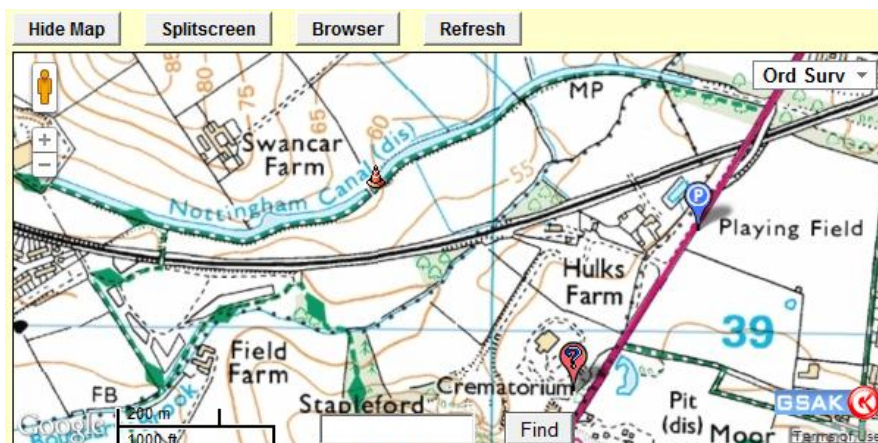 Hide Map Splitscreen Browser Refresh
Ord Surv
MP
85
80
75
65
60
Swancar
Farm
Nottingham Canal (dis)
55
Playing Field
Hulks
Farm
39
Field
Farm
Crematorium
FB
Stapleford
Pit
(dis)
Moor
GSAK
Google
200 m
1000 ft
Find
Terms of Use
P
?